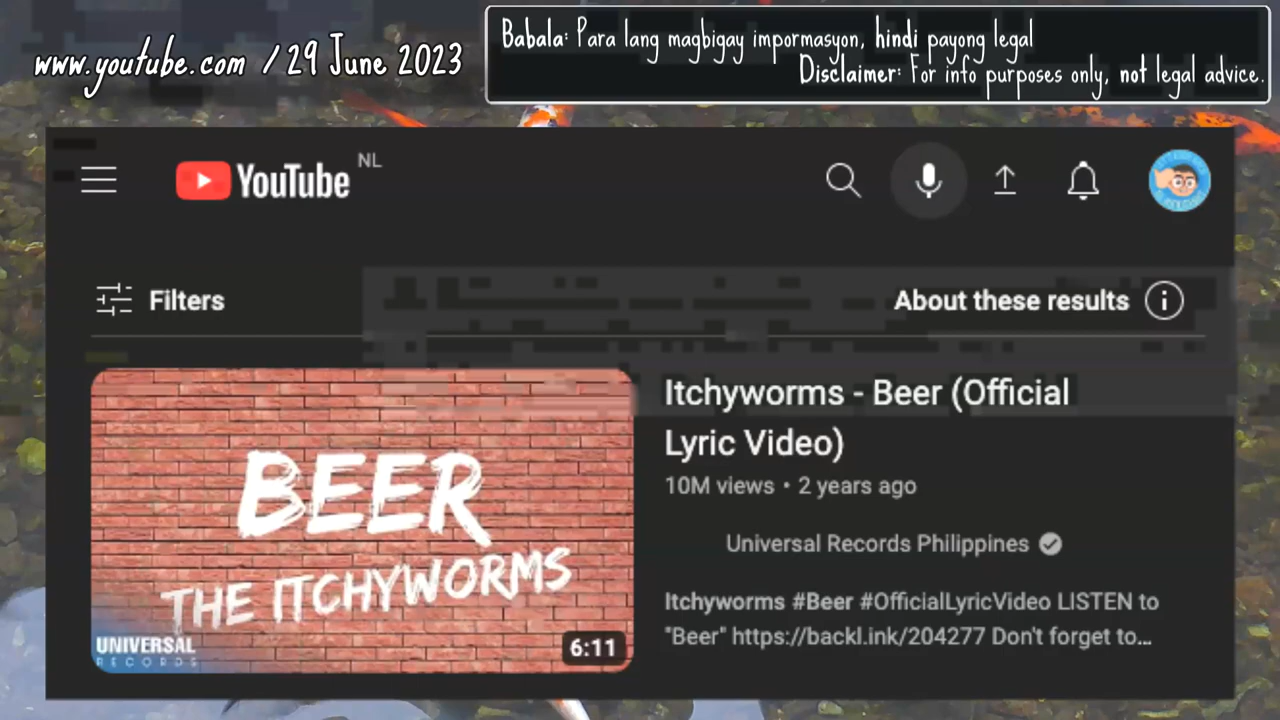 www.youtube.com / 29 June 2023
Babala: Para lang magbigay impormasyon, hindi payong legal
Disclaimer: For info purposes only, not legal advice.
YouTube NL
Filters
About these results
BEER
THE ITCHYWORMS
UNIVERSAL
RECORDS
6:11
Itchyworms - Beer (Official
Lyric Video)
10M views • 2 years ago
Universal Records Philippines
Itchyworms #Beer #OfficialLyricVideo LISTEN to
"Beer" https://backl.ink/204277 Don't forget to...